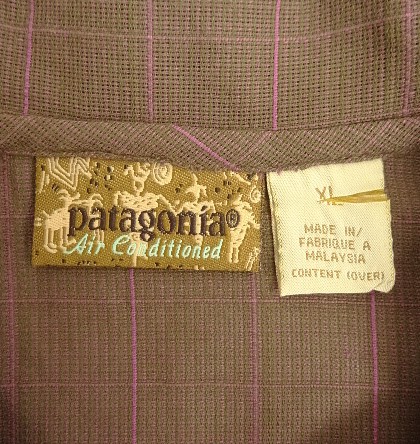 patagonia®
Air Conditioned
XL
MADE IN/
FABRIQUE A
MALAYSIA
CONTENT (OVER)